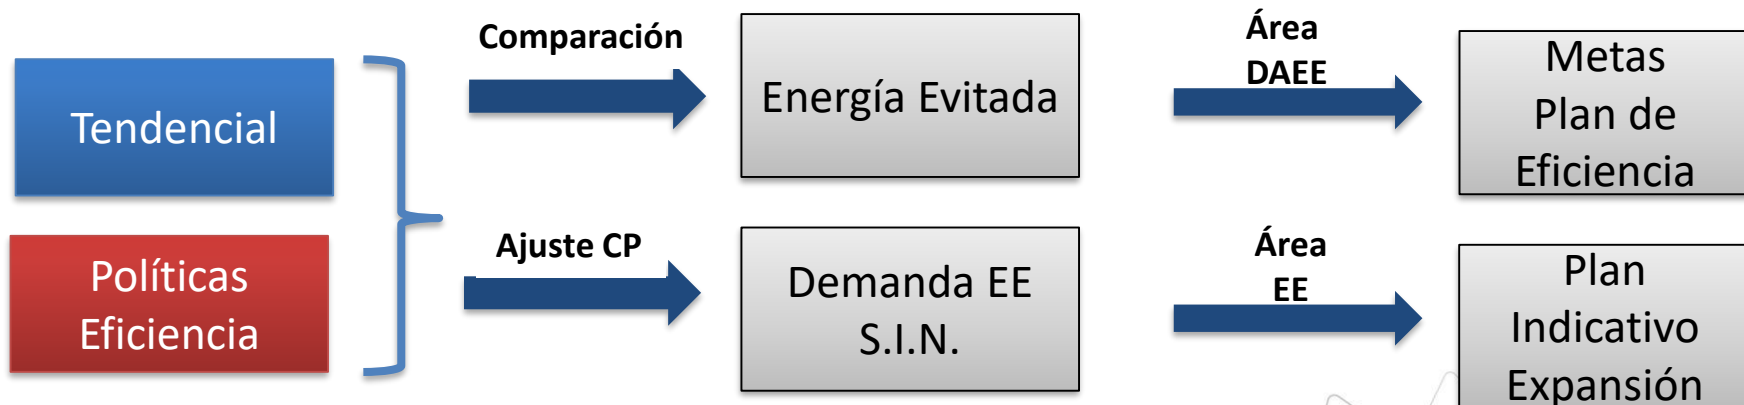 Tendencial
Políticas
Eficiencia
Comparación
Energía Evitada
Área
DAEE
Metas
Plan de
Eficiencia
Ajuste CP
Demanda EE
S.I.N.
Área
EE
Plan
Indicativo
Expansión